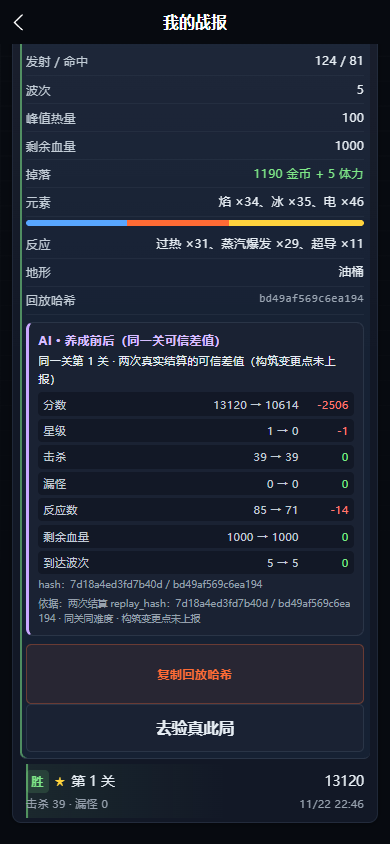 我的战报
发射 / 命中 124 / 81
波次 5
峰值热量 100
剩余血量 1000
掉落 1190 金币 + 5 体力
元素 焰 ×34、冰 ×35、电 ×46
反应 过热 ×31、蒸汽爆发 ×29、超导 ×11
地形 油桶
回放哈希 bd49af569c6ea194
AI · 养成前后（同一关可信差值）
同一关第 1 关 · 两次真实结算的可信差值（构筑变更点未上
报）
分数 13120 → 10614 -2506
星级 1 → 0 -1
击杀 39 → 39 0
漏怪 0 → 0 0
反应数 85 → 71 -14
剩余血量 1000 → 1000 0
到达波次 5 → 5 0
hash: 7d18a4ed3fd7b40d / bd49af569c6ea194
依据: 两次结算 replay_hash: 7d18a4ed3fd7b40d / bd49af569c6ea
194 · 同关同难度 · 构筑变更点未上报
复制回放哈希
去验真此局
胜 ★ 第 1 关 13120
击杀 39 · 漏怪 0 11/22 22:46